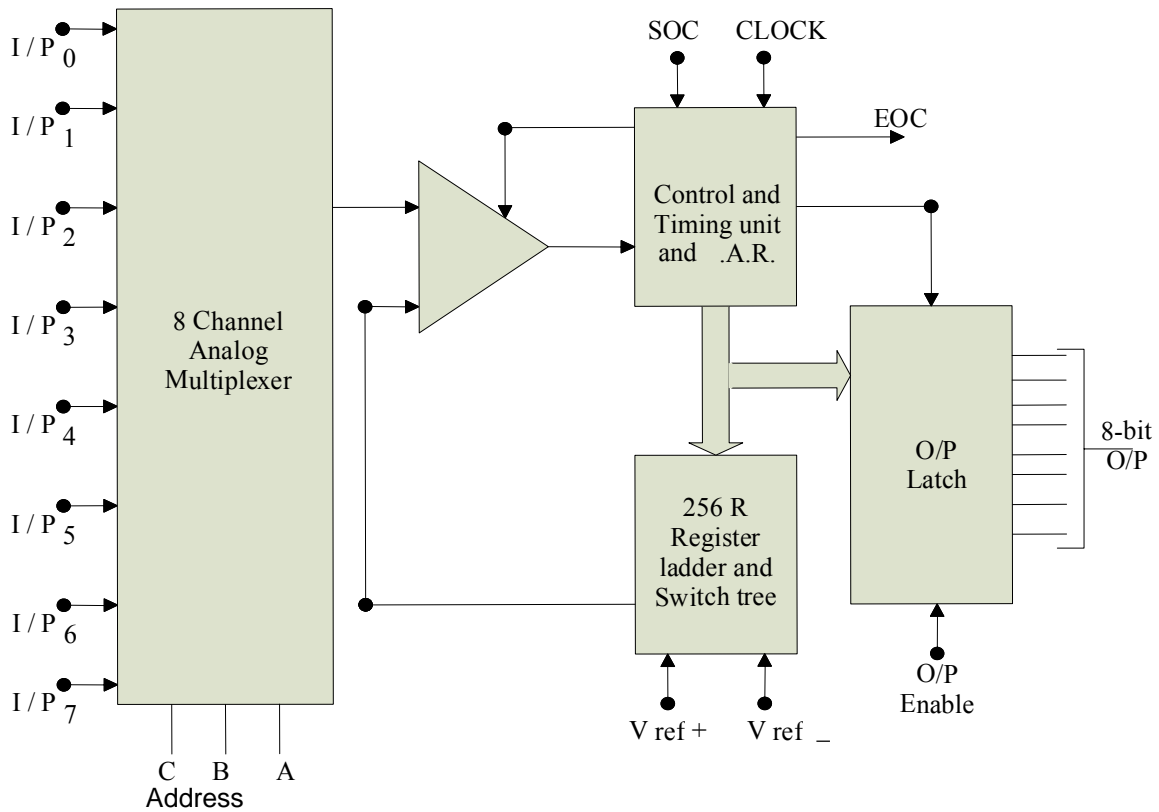 I / P 0
I / P 1
I / P 2
I / P 3
I / P 4
I / P 5
I / P 6
I / P 7
8 Channel
Analog
Multiplexer
C B A
Address
SOC CLOCK
EOC
Control and
Timing unit
and .A.R.
256 R
Register
ladder and
Switch tree
V ref + V ref _
O/P
Latch
8-bit
O/P
O/P
Enable